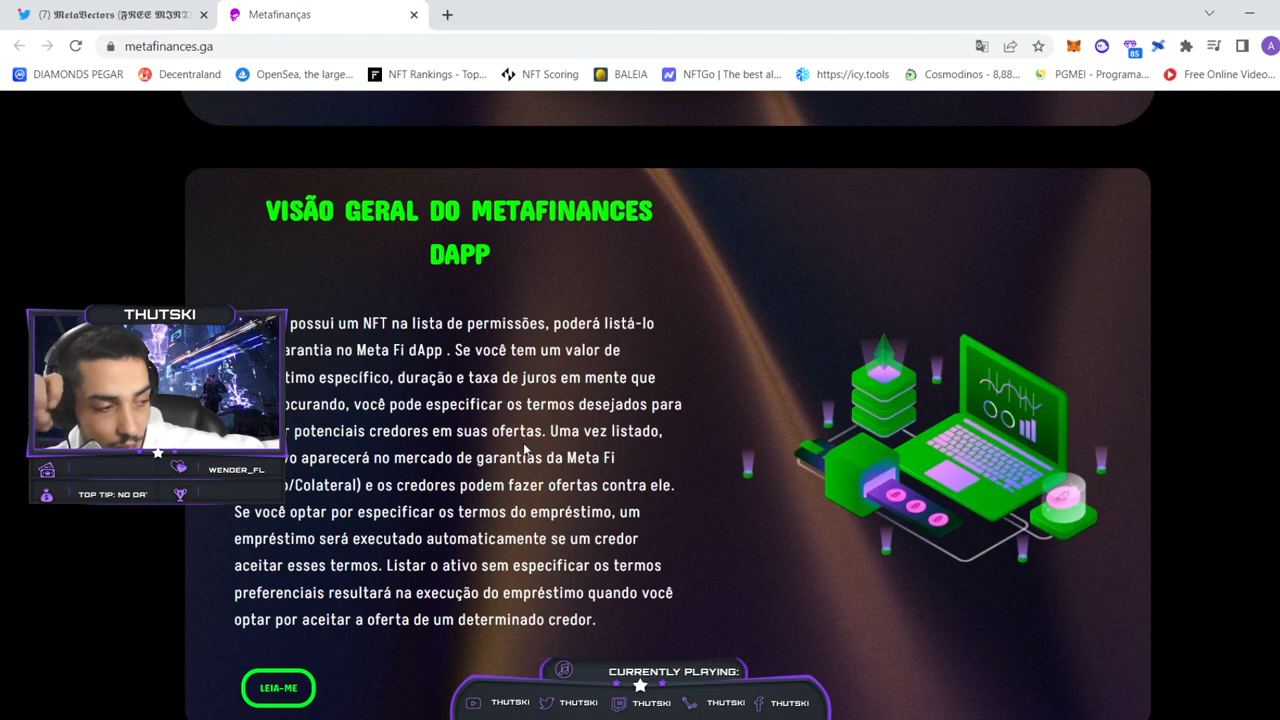 (7) 𝕸𝖊𝖙𝖆𝖁𝖊𝖈𝖙𝖔𝖗𝖘 (𝕱𝕽𝕰𝕰 𝕸𝕴𝕹𝕿
Metafinanças
metafinances.ga
A
85
DIAMONDS PEGAR
Decentraland
OpenSea, the large...
NFT Rankings - Top...
NFT Scoring
BALEIA
NFTGo | The best al...
https://icy.tools
Cosmodinos - 8,88...
PGMEI - Programa...
Free Online Video...
VISÃO GERAL DO METAFINANCES
DAPP
possui um NFT na lista de permissões, poderá listá-lo
arantia no Meta Fi dApp . Se você tem um valor de
timo específico, duração e taxa de juros em mente que
ocurando, você pode especificar os termos desejados para
r potenciais credores em suas ofertas. Uma vez listado,
vo aparecerá no mercado de garantias da Meta Fi
o/Colateral) e os credores podem fazer ofertas contra ele.
Se você optar por especificar os termos do empréstimo, um
empréstimo será executado automaticamente se um credor
aceitar esses termos. Listar o ativo sem especificar os termos
preferenciais resultará na execução do empréstimo quando você
optar por aceitar a oferta de um determinado credor.
LEIA-ME
THUTSKI
WENDER_FL
TOP TIP: NO DA
CURRENTLY PLAYING:
THUTSKI
THUTSKI
THUTSKI
THUTSKI
THUTSKI